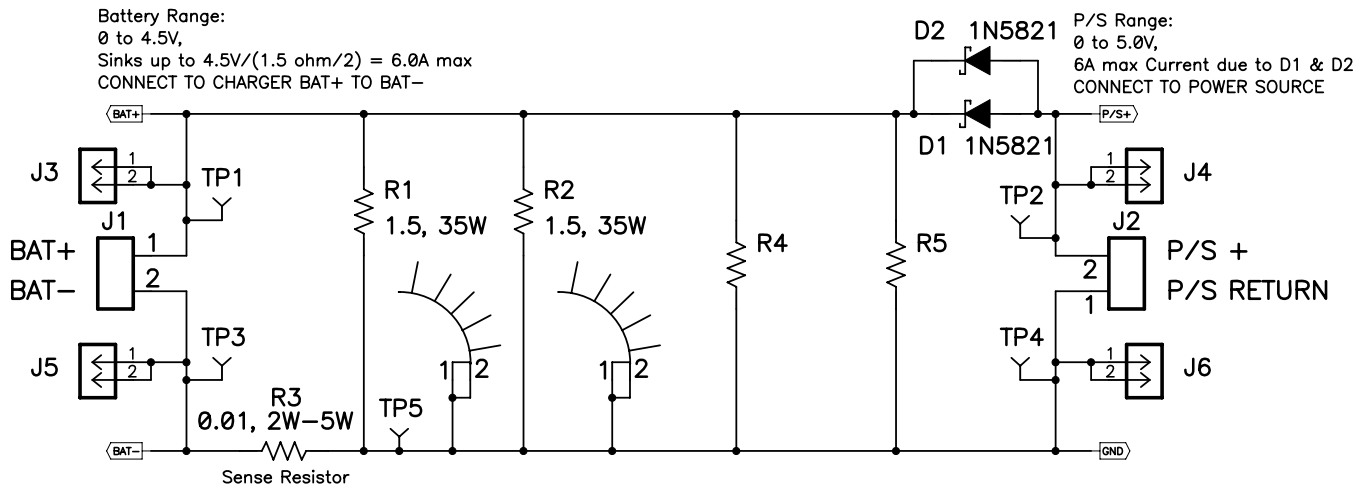 Battery Range:
0 to 4.5V,
Sinks up to 4.5V/(1.5 ohm/2) = 6.0A max
CONNECT TO CHARGER BAT+ TO BAT-
D2 1N5821
P/S Range:
0 to 5.0V,
6A max Current due to D1 & D2
CONNECT TO POWER SOURCE
BAT+
P/S+
D1 1N5821
J3
1
2
TP1
R1
1.5, 35W
R2
1.5, 35W
TP2
1
2
J4
J1
BAT+
1
BAT-
2
R4
R5
J2
2
P/S +
1
P/S RETURN
J5
1
2
TP3
1
2
1
2
TP4
1
2
J6
R3
0.01, 2W-5W
TP5
BAT-
GND
Sense Resistor